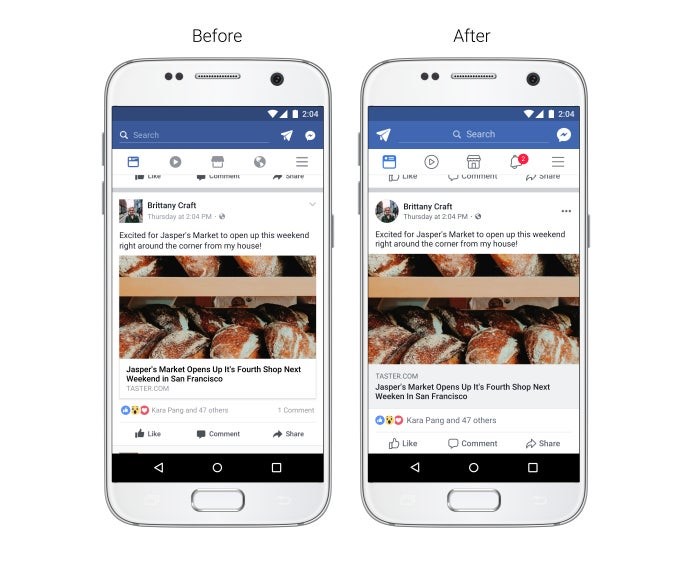 Before
2:04
Search
Like Comment Share
Brittany Craft
Thursday at 2:04 PM
Excited for Jasper's Market to open up this weekend
right around the corner from my house!
Jasper's Market Opens Up It's Fourth Shop Next
Weekend in San Francisco
TASTER.COM
Kara Pang and 47 others 1 Comment
Like Comment Share
After
2:04
Search
2
Like Comment Share
Brittany Craft
Thursday at 2:04 PM
Excited for Jasper's Market to open up this weekend
right around the corner from my house!
TASTER.COM
Jasper's Market Opens Up It's Fourth Shop Next
Weeken in San Francisco
Kara Pang and 47 others
Like Comment Share